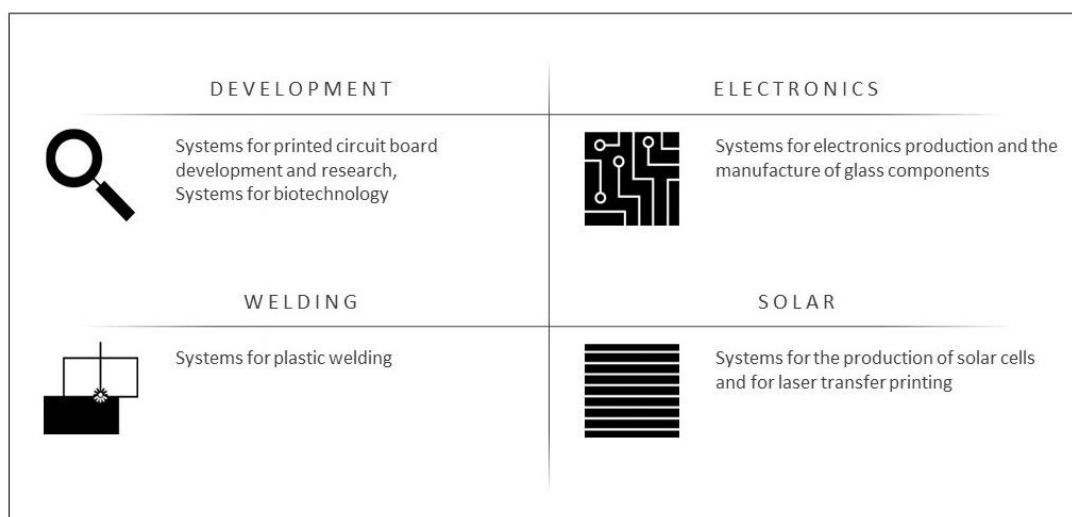 DEVELOPMENT
Systems for printed circuit board
development and research,
Systems for biotechnology
ELECTRONICS
Systems for electronics production and the
manufacture of glass components
WELDING
Systems for plastic welding
SOLAR
Systems for the production of solar cells
and for laser transfer printing